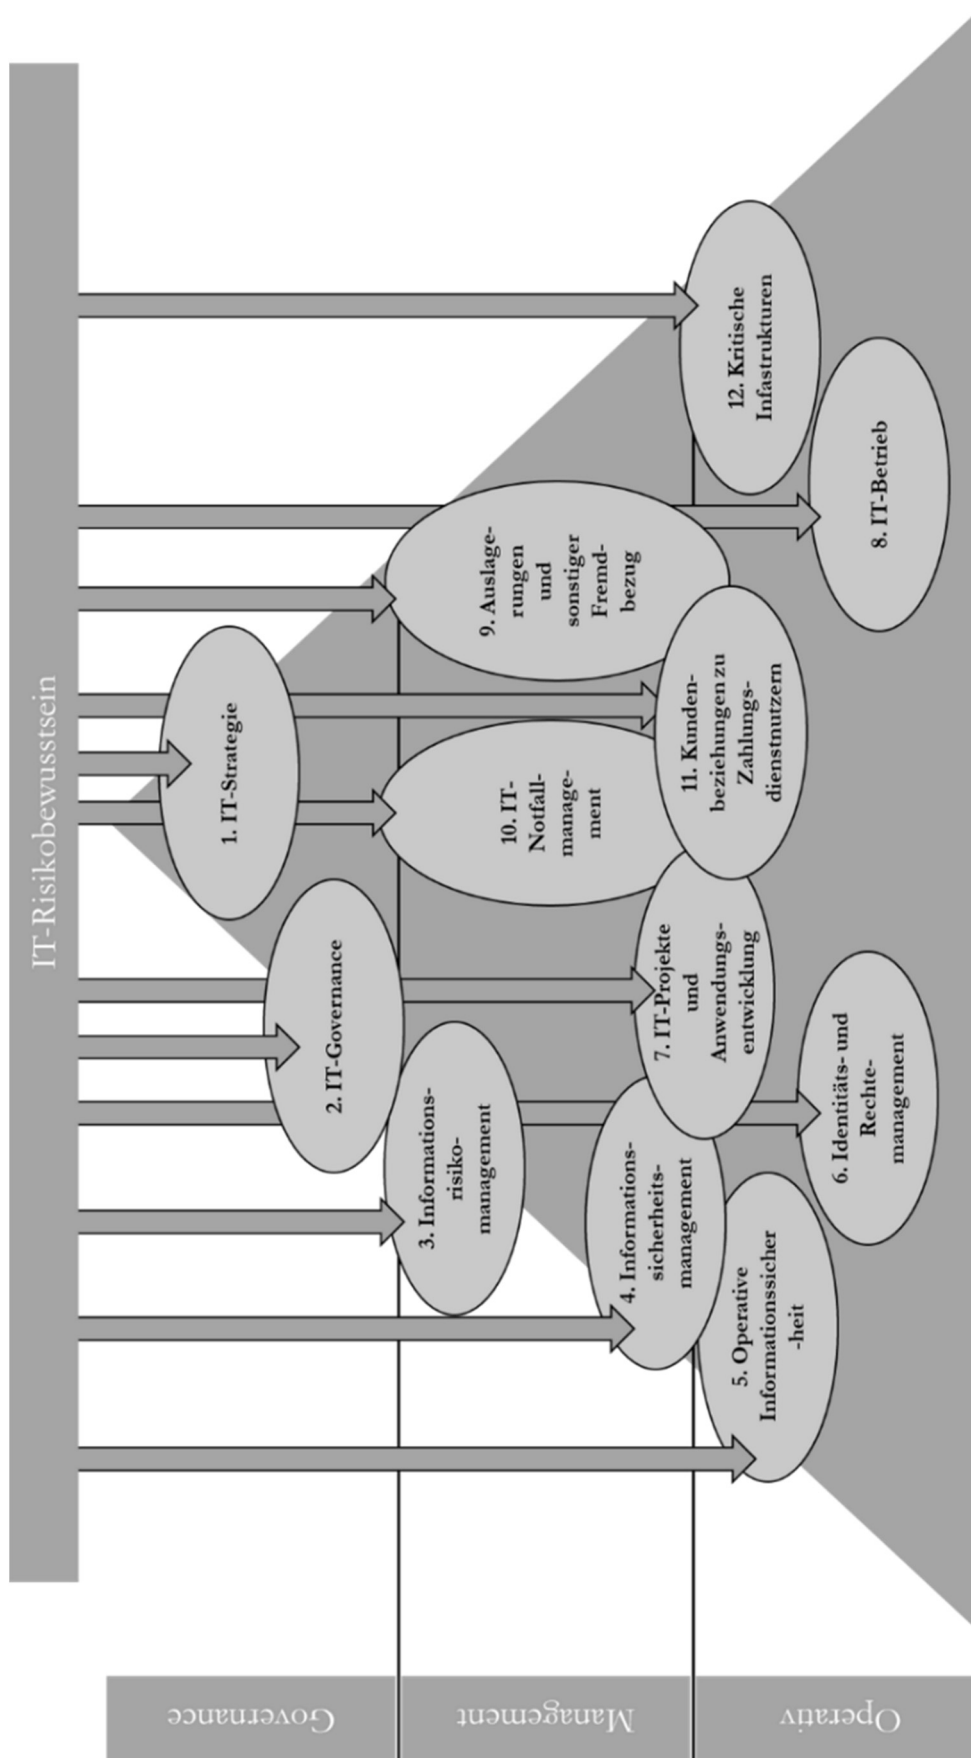 IT-Risikobewusstsein
Governance
Management
Operativ
1. IT-Strategie
2. IT-Governance
3. Informations-
risiko-
management
4. Informations-
sicherheits-
management
5. Operative
Informationssicher
-heit
6. Identitäts- und
Rechte-
management
7. IT-Projekte
und
Anwendungs-
entwicklung
10. IT-
Notfall-
manage-
ment
11. Kunden-
beziehungen zu
Zahlungs-
dienstnutzern
9. Auslage-
rungen
und
sonstiger
Fremd-
bezug
8. IT-Betrieb
12. Kritische
Infastrukturen